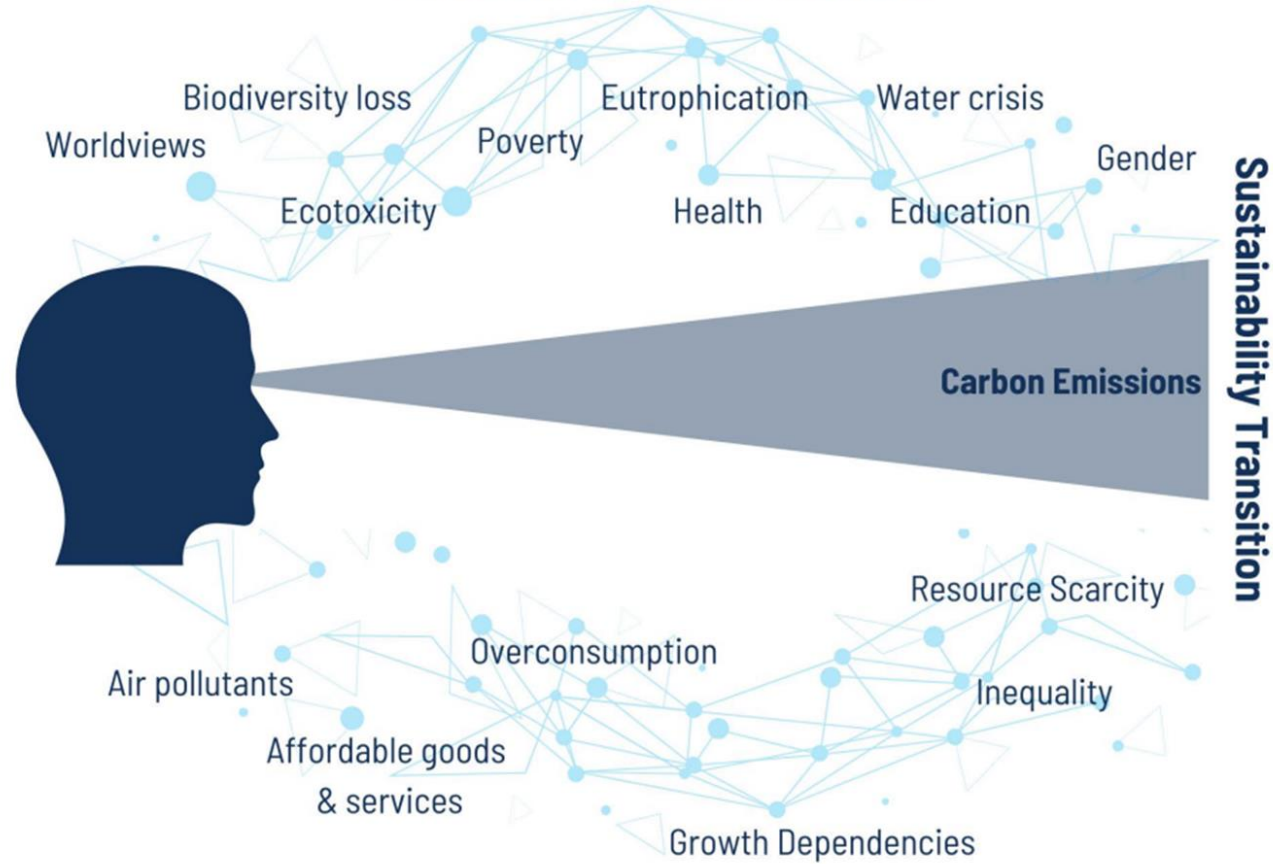 Biodiversity loss
Eutrophication
Water crisis
Worldviews
Poverty
Gender
Ecotoxicity
Health
Education
Carbon Emissions
Sustainability Transition
Resource Scarcity
Overconsumption
Air pollutants
Inequality
Affordable goods
& services
Growth Dependencies